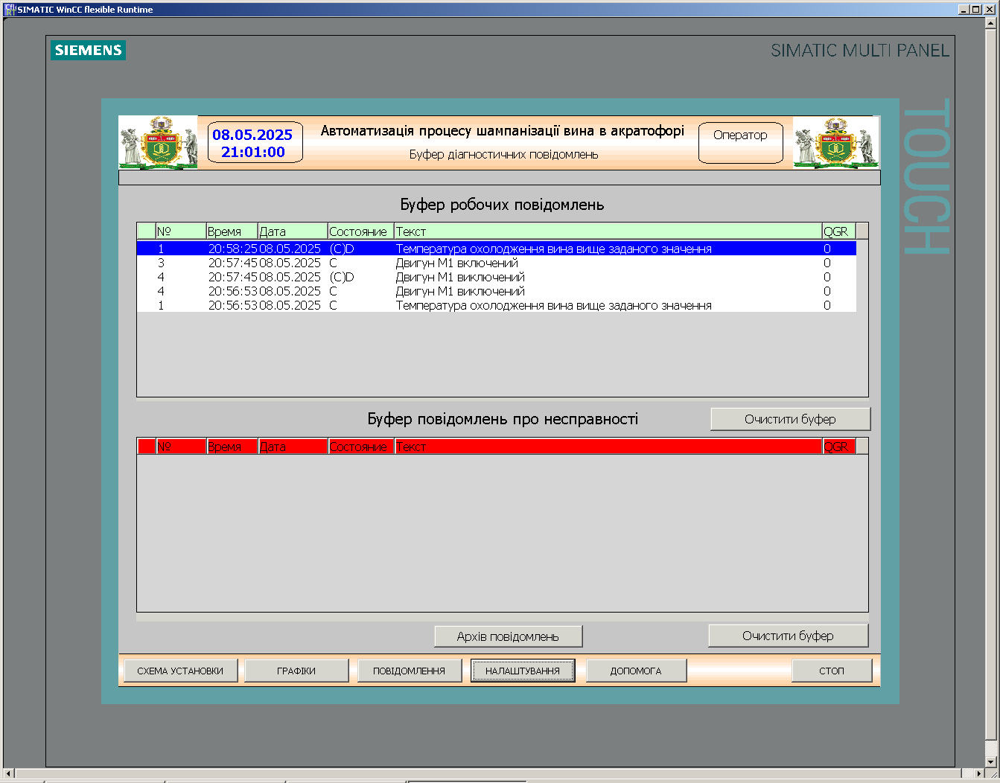 SIMATIC WinCC flexible Runtime
SIEMENS
SIMATIC MULTI PANEL
TOUCH
08.05.2025
21:01:00
Автоматизація процесу шампанізації вина в акратофорі
Буфер діагностичних повідомлень
Оператор
Буфер робочих повідомлень
№ Время Дата Состояние Текст QGR
1 20:58:25 08.05.2025 (C)D Температура охолодження вина вище заданого значення 0
3 20:57:45 08.05.2025 C Двигун М1 включений 0
4 20:57:45 08.05.2025 (C)D Двигун М1 виключений 0
4 20:56:53 08.05.2025 C Двигун М1 виключений 0
1 20:56:53 08.05.2025 C Температура охолодження вина вище заданого значення 0
Буфер повідомлень про несправності
Очистити буфер
№ Время Дата Состояние Текст QGR
Архів повідомлень
Очистити буфер
СХЕМА УСТАНОВКИ ГРАФІКИ ПОВІДОМЛЕННЯ НАЛАШТУВАННЯ ДОПОМОГА СТОП